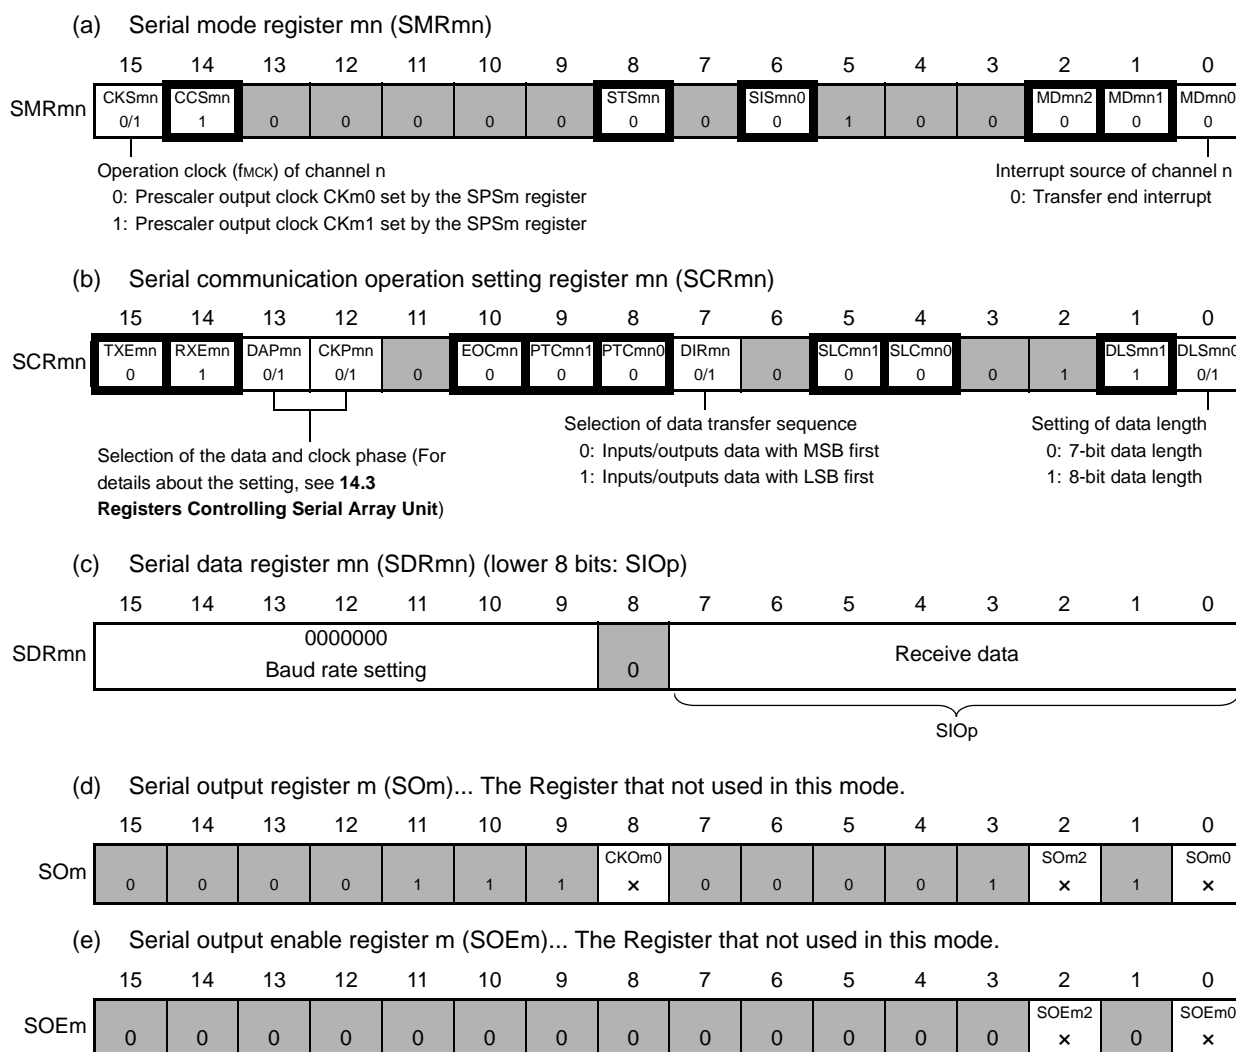 (a) Serial mode register mn (SMRmn)
15 14 13 12 11 10 9 8 7 6 5 4 3 2 1 0
SMRmn CKSmn CCSmn STSmn SISmn0 MDmn2 MDmn1 MDmn0
0/1 1 0 0 0 0 0 0 0 0 1 0 0 0 0 0
Operation clock (fMCK) of channel n
0: Prescaler output clock CKm0 set by the SPSm register
1: Prescaler output clock CKm1 set by the SPSm register
Interrupt source of channel n
0: Transfer end interrupt
(b) Serial communication operation setting register mn (SCRmn)
15 14 13 12 11 10 9 8 7 6 5 4 3 2 1 0
SCRmn TXEmn RXEmn DAPmn CKPmn EOCmn PTCmn1 PTCmn0 DIRmn SLCmn1 SLCmn0 DLSmn1 DLSmn0
0 1 0/1 0/1 0 0 0 0 0/1 0 0 0 0 1 1 0/1
Selection of the data and clock phase (For
details about the setting, see 14.3
Registers Controlling Serial Array Unit)
Selection of data transfer sequence
0: Inputs/outputs data with MSB first
1: Inputs/outputs data with LSB first
Setting of data length
0: 7-bit data length
1: 8-bit data length
(c) Serial data register mn (SDRmn) (lower 8 bits: SIOp)
15 14 13 12 11 10 9 8 7 6 5 4 3 2 1 0
SDRmn 0000000
Baud rate setting 0 Receive data
SIOp
(d) Serial output register m (SOm)... The Register that not used in this mode.
15 14 13 12 11 10 9 8 7 6 5 4 3 2 1 0
SOm CKOm0 SOm2 SOm0
0 0 0 0 1 1 1 × 0 0 0 0 1 × 1 ×
(e) Serial output enable register m (SOEm)... The Register that not used in this mode.
15 14 13 12 11 10 9 8 7 6 5 4 3 2 1 0
SOEm SOEm2 SOEm0
0 0 0 0 0 0 0 0 0 0 0 0 0 × 0 ×